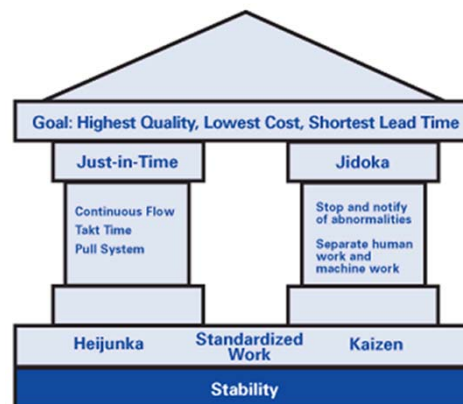 Goal: Highest Quality, Lowest Cost, Shortest Lead Time
Just-in-Time
Continuous Flow
Takt Time
Pull System
Jidoka
Stop and notify
of abnormalities
Separate human
work and
machine work
Heijunka
Standardized
Work
Kaizen
Stability